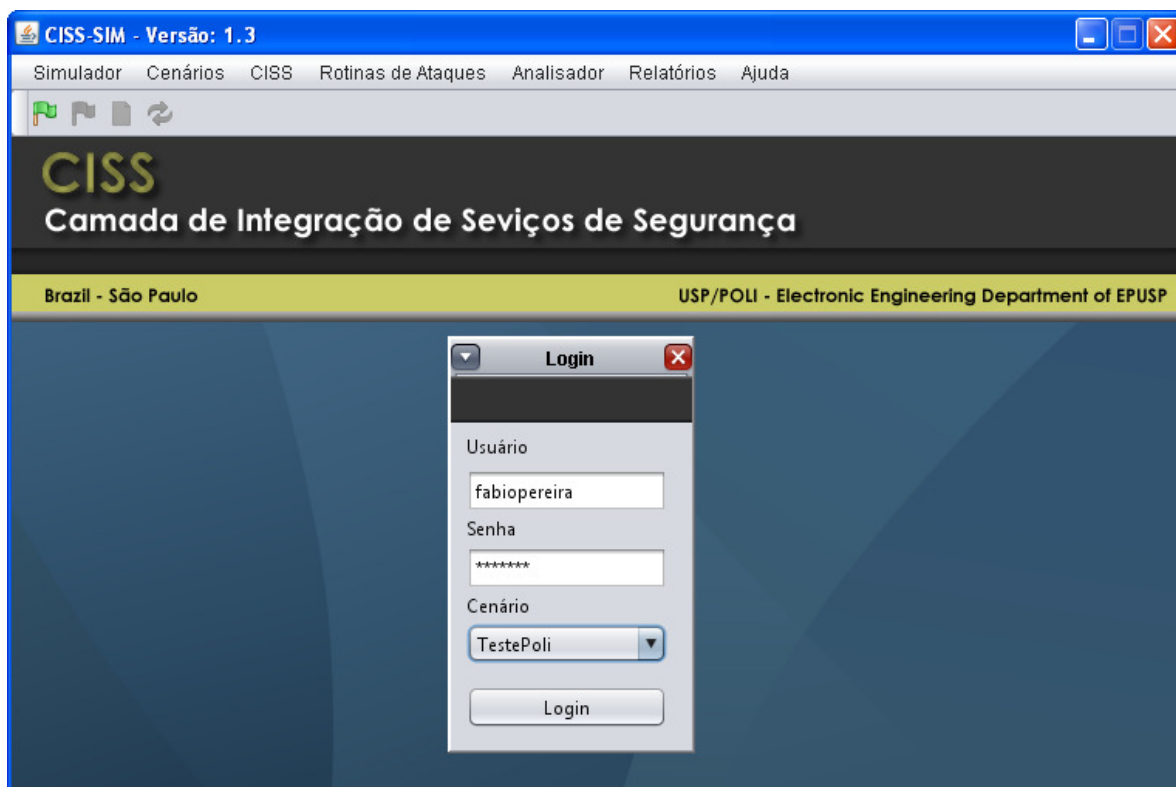 CISS-SIM - Versão: 1.3
Simulador Cenários CISS Rotinas de Ataques Analisador Relatórios Ajuda
CISS
Camada de Integração de Seviços de Segurança
Brazil - São Paulo USP/POLI - Electronic Engineering Department of EPUSP
Login
Usuário
fabiopereira
Senha
*******
Cenário
TestePoli
Login